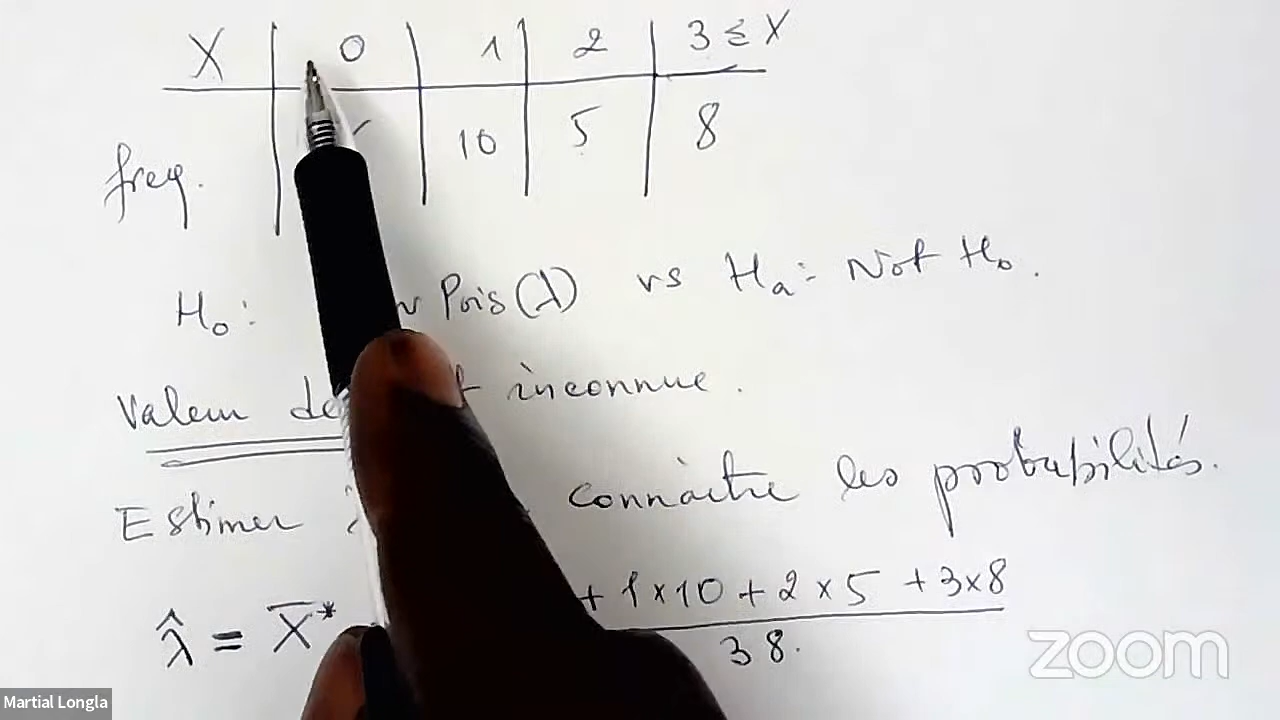 X 0 1 2 3 ≤ X
freq. 10 5 8
H₀: Pois(λ) vs Hₐ: Not H₀.
Valeur inconnue.
Estimer connaître les probabilités.
λ̂ = X̄* + 1×10 + 2×5 + 3×8
38.
zoom
Martial Longla